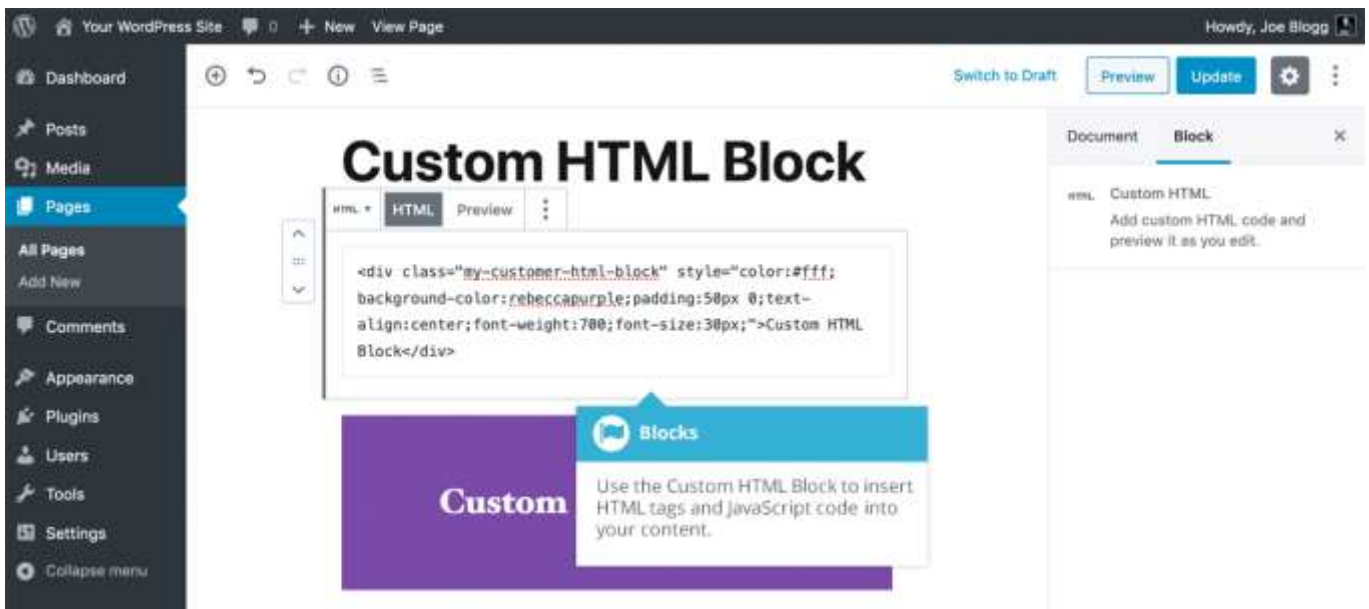 Your WordPress Site 0 New View Page Howdy, Joe Blogg
Dashboard
Posts
Media
Pages
All Pages
Add New
Comments
Appearance
Plugins
Users
Tools
Settings
Collapse menu
Switch to Draft Preview Update
Custom HTML Block
HTML HTML Preview
<div class="my-customer-html-block" style="color:#fff;
background-color:rebeccapurple;padding:50px 0;text-
align:center;font-weight:700;font-size:30px;">Custom HTML
Block</div>
Custom
Blocks
Use the Custom HTML Block to insert
HTML tags and JavaScript code into
your content.
Document Block
HTML Custom HTML
Add custom HTML code and
preview it as you edit.